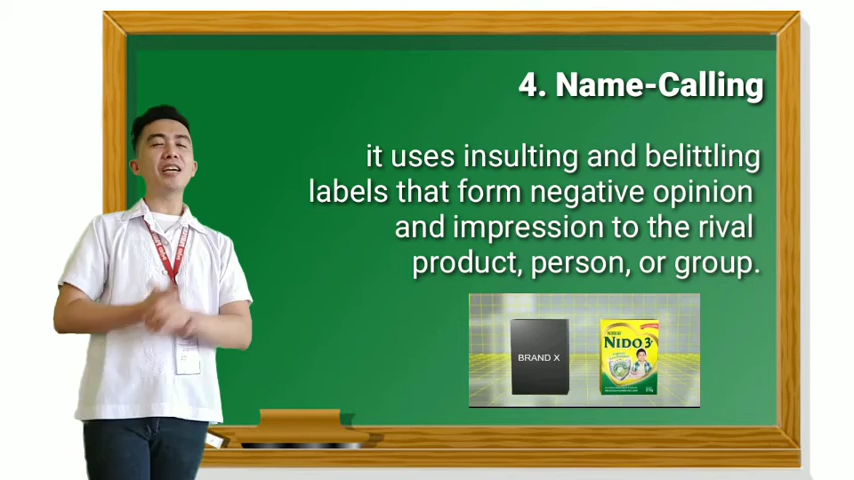 4. Name-Calling
it uses insulting and belittling
labels that form negative opinion
and impression to the rival
product, person, or group.
BRAND X
NIDO 3+